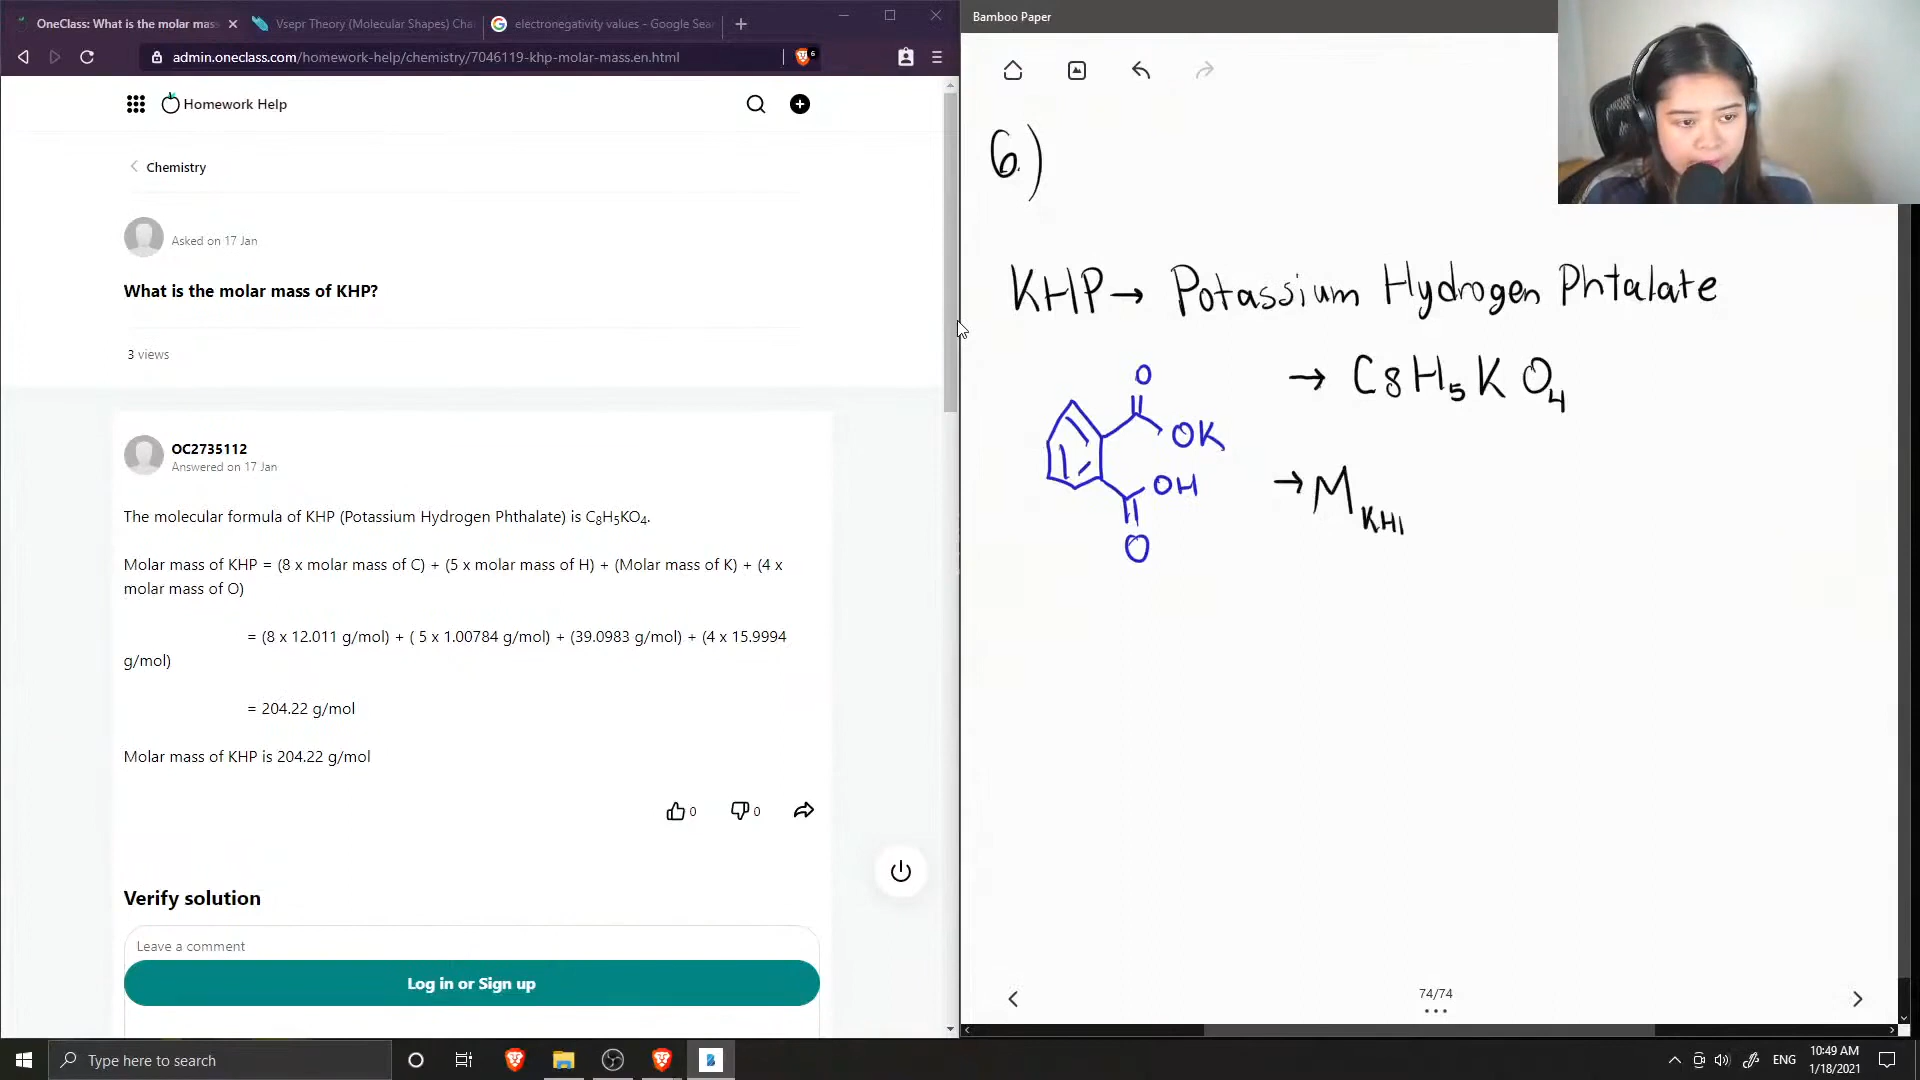 OneClass: What is the molar mas
Vsepr Theory (Molecular Shapes) Cha
electronegativity values - Google Sear
admin.oneclass.com/homework-help/chemistry/7046119-khp-molar-mass.en.html
6
Homework Help
Chemistry
Asked on 17 Jan
What is the molar mass of KHP?
3 views
OC2735112
Answered on 17 Jan
The molecular formula of KHP (Potassium Hydrogen Phthalate) is C₈H₅KO₄.
Molar mass of KHP = (8 x molar mass of C) + (5 x molar mass of H) + (Molar mass of K) + (4 x
molar mass of O)
= (8 x 12.011 g/mol) + ( 5 x 1.00784 g/mol) + (39.0983 g/mol) + (4 x 15.9994
g/mol)
= 204.22 g/mol
Molar mass of KHP is 204.22 g/mol
0
0
Verify solution
Leave a comment
Log in or Sign up
Bamboo Paper
6.)
KHP → Potassium Hydrogen Phtalate
→ C8H₅KO₄
O
OK
OH
O
→ M KHI
74/74
Type here to search
ENG
10:49 AM
1/18/2021